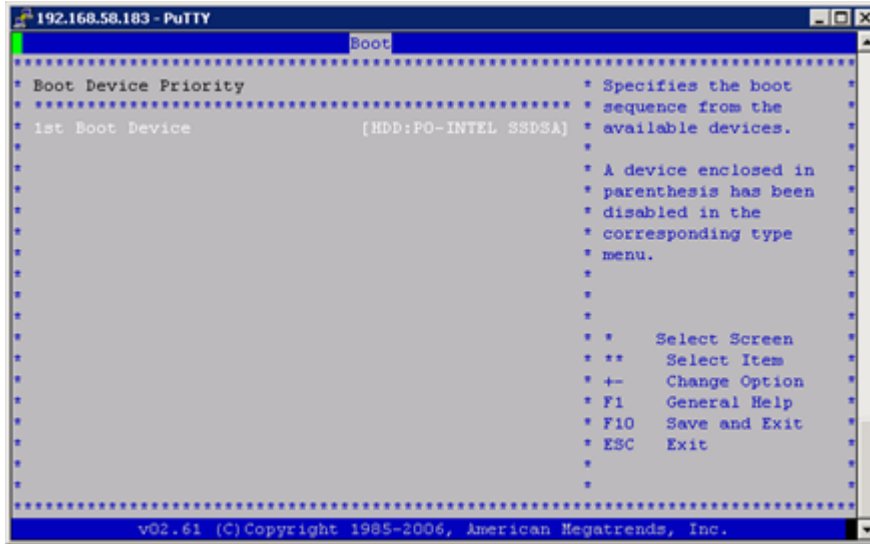 192.168.58.183 - PuTTY
Boot
********************************************************************************
* Boot Device Priority * Specifies the boot *
* *************************************************** * sequence from the *
* 1st Boot Device [HDD:PO-INTEL SSDSA] * available devices. *
* * *
* * A device enclosed in *
* * parenthesis has been *
* * disabled in the *
* * corresponding type *
* * menu. *
* * *
* * *
* * *
* * * Select Screen *
* * ** Select Item *
* * +- Change Option *
* * F1 General Help *
* * F10 Save and Exit *
* * ESC Exit *
* * *
* * *
********************************************************************************
v02.61 (C)Copyright 1985-2006, American Megatrends, Inc.